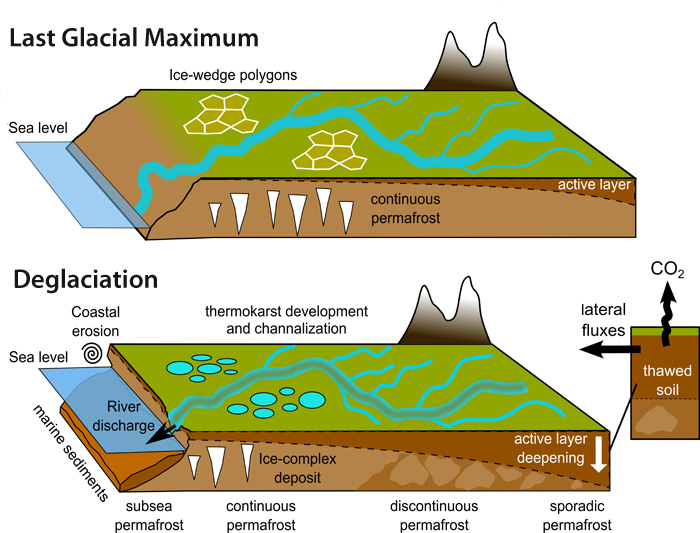 Last Glacial Maximum
Ice-wedge polygons
Sea level
active layer
continuous
permafrost
Deglaciation
CO2
Coastal
erosion
thermokarst development
and channalization
lateral
fluxes
Sea level
thawed
soil
River
discharge
marine sediments
active layer
deepening
Ice-complex
deposit
subsea
permafrost
continuous
permafrost
discontinuous
permafrost
sporadic
permafrost